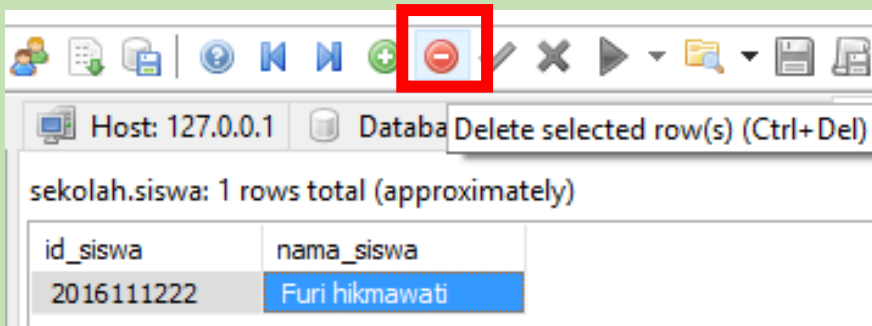 Host: 127.0.0.1 Databa
Delete selected row(s) (Ctrl+Del)
sekolah.siswa: 1 rows total (approximately)
id_siswa nama_siswa
2016111222 Furi hikmawati